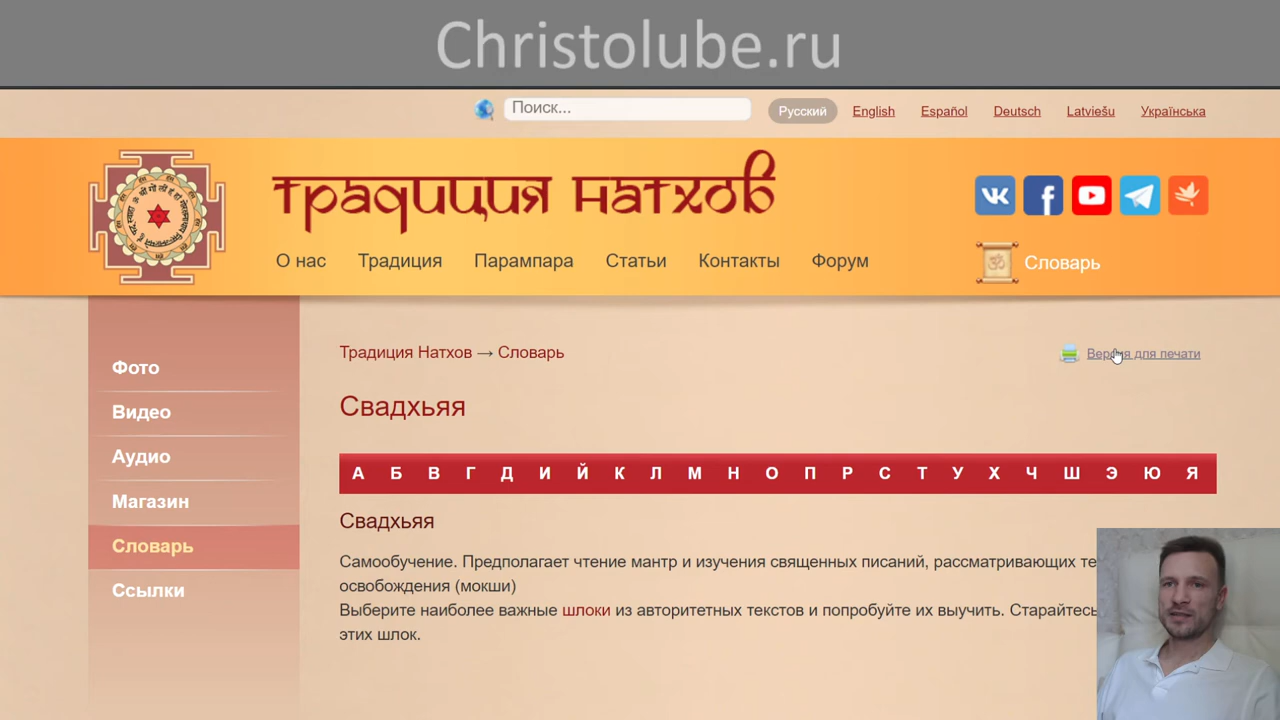 Christolube.ru
Поиск...
Русский English Español Deutsch Latviešu Українська
традиция натхов
О нас Традиция Парампара Статьи Контакты Форум
Словарь
Фото
Видео
Аудио
Магазин
Словарь
Ссылки
Традиция Натхов → Словарь
Версия для печати
Свадхьяя
А Б В Г Д И Й К Л М Н О П Р С Т У Х Ч Ш Э Ю Я
Свадхьяя
Самообучение. Предполагает чтение мантр и изучения священных писаний, рассматривающих те
освобождения (мокши)
Выберите наиболее важные шлоки из авторитетных текстов и попробуйте их выучить. Старайтесь
этих шлок.